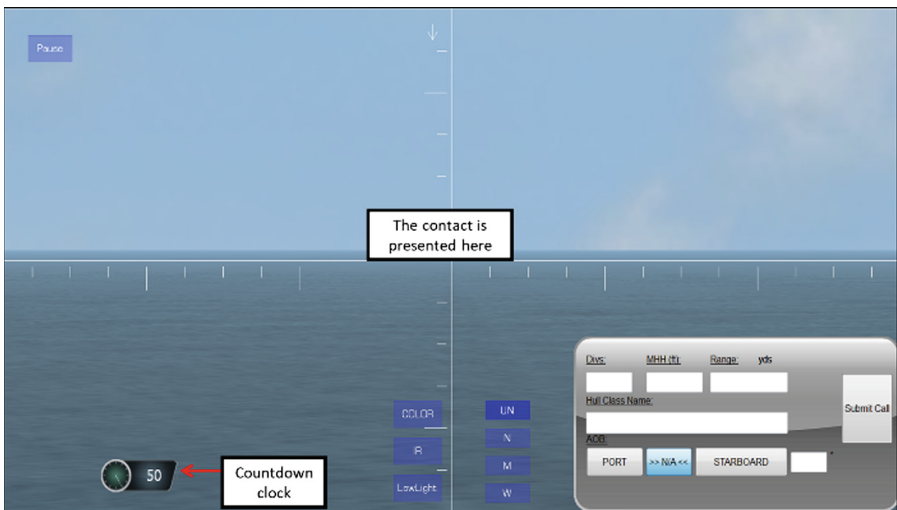 Pause
The contact is
presented here
Divs: MHH (ft): Range: yds
Hull Class Name:
Submit Call
AOB:
PORT >> N/A << STARBOARD °
COLOR UN
IR N
M
LowLight W
50
Countdown
clock